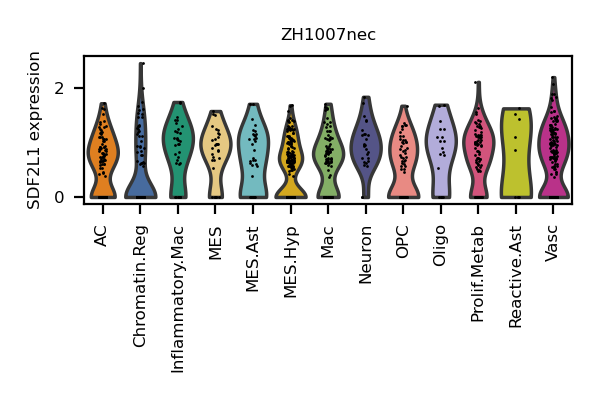 ZH1007nec
SDF2L1 expression
2
0
AC
Chromatin.Reg
Inflammatory.Mac
MES
MES.Ast
MES.Hyp
Mac
Neuron
OPC
Oligo
Prolif.Metab
Reactive.Ast
Vasc